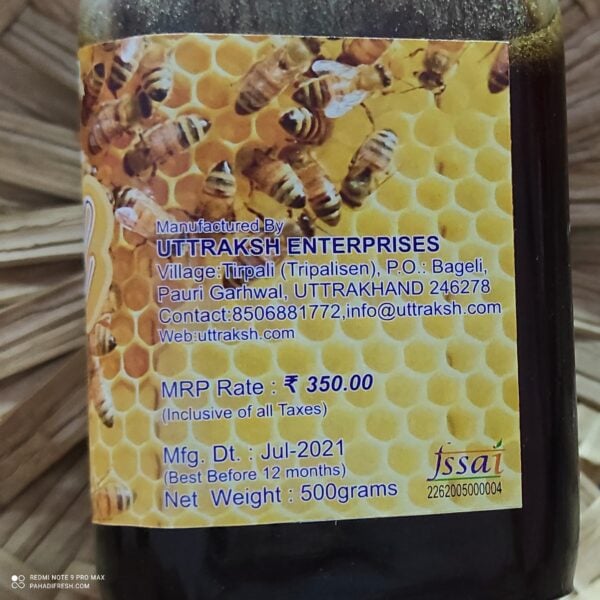 Manufactured By
UTTRAKSH ENTERPRISES
Village:Tirpali (Tripalisen), P.O.: Bageli,
Pauri Garhwal, UTTRAKHAND 246278
Contact:8506881772,info@uttraksh.com
Web:uttraksh.com
MRP Rate : ₹ 350.00
(Inclusive of all Taxes)
Mfg. Dt. : Jul-2021
(Best Before 12 months)
Net Weight : 500grams
fssai
2262005000004
REDMI NOTE 9 PRO MAX
PAHADIFRESH.COM